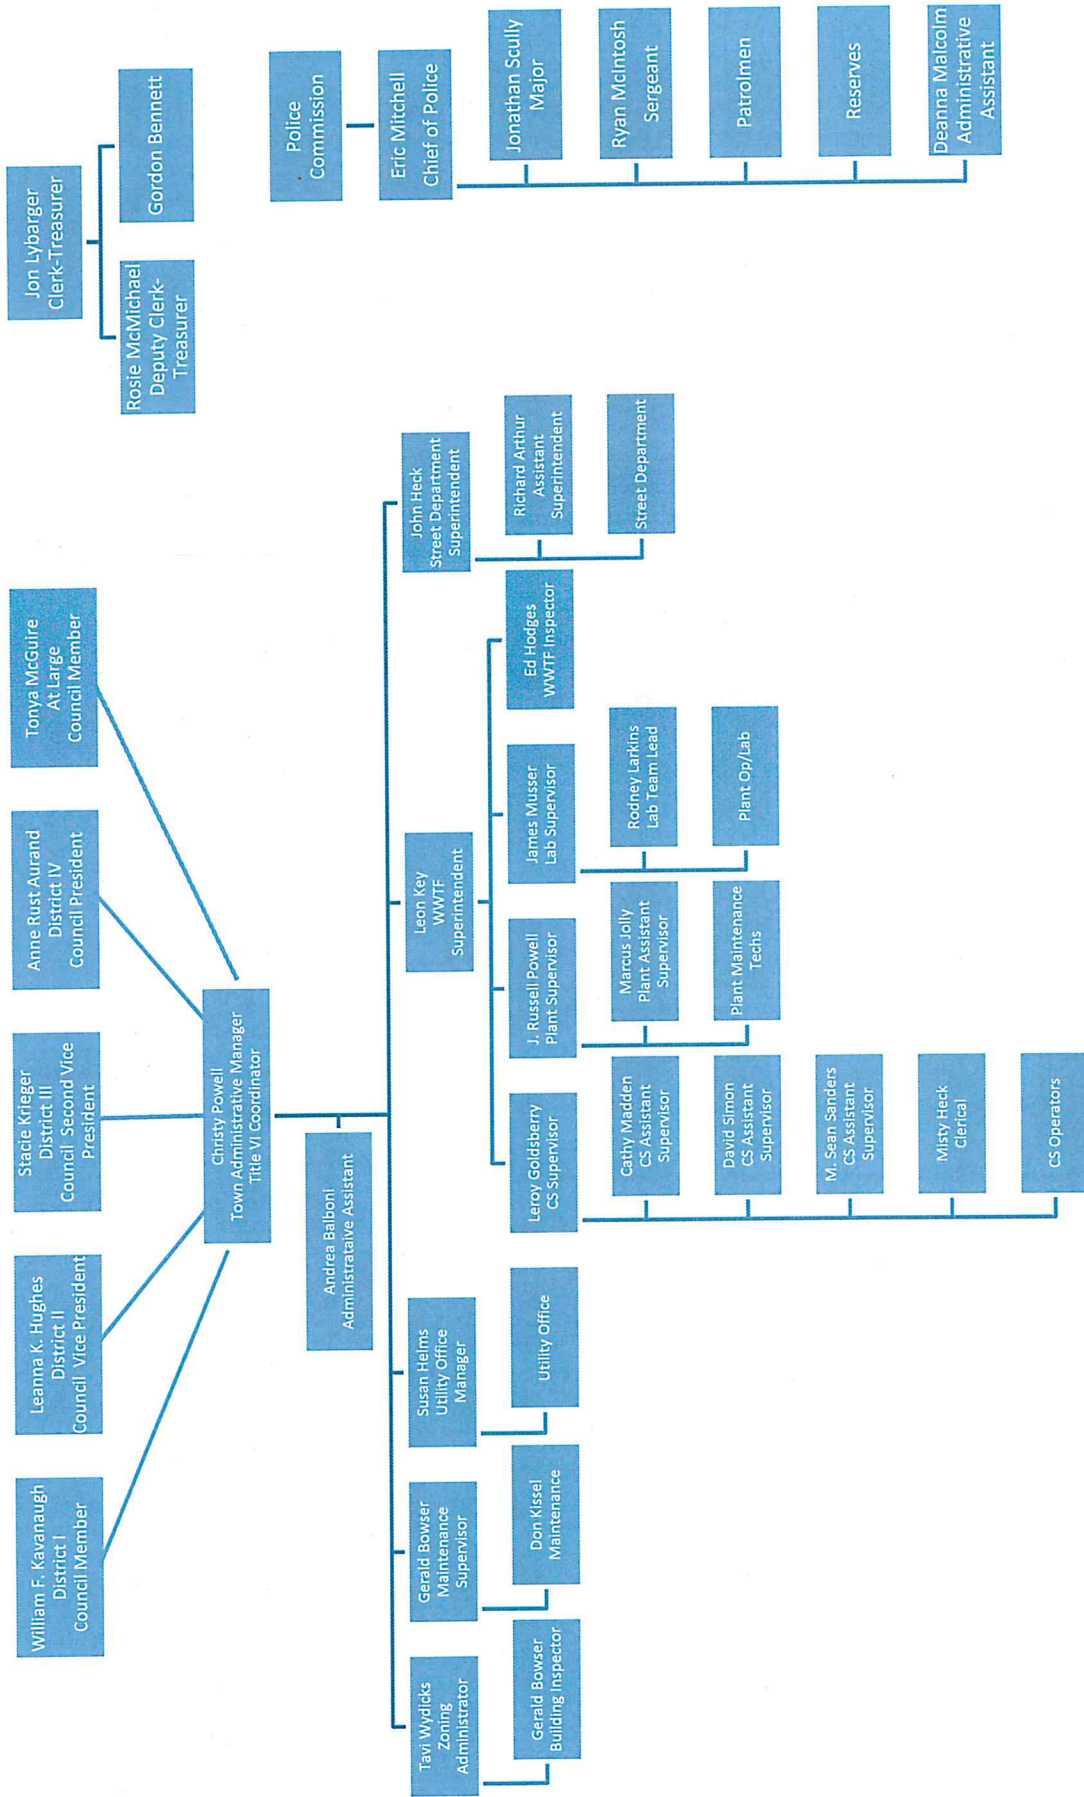 William F. Kavanaugh
District I
Council Member
Leanna K. Hughes
District II
Council Vice President
Stacie Krieger
District III
Council Second Vice
President
Anne Rust Aurand
District IV
Council President
Tonya McGuire
At Large
Council Member
Jon Lybarger
Clerk-Treasurer
Rosie McMichael
Deputy Clerk-
Treasurer
Gordon Bennett
Christy Powell
Town Administrative Manager
Title VI Coordinator
Andrea Balboni
Administrataive Assistant
Tavi Wydicks
Zoning
Administrator
Gerald Bowser
Building Inspector
Gerald Bowser
Maintenance
Supervisor
Don Kissel
Maintenance
Susan Helms
Utility Office
Manager
Utility Office
Leon Key
WWTF
Superintendent
Leroy Goldsberry
CS Supervisor
Cathy Madden
CS Assistant
Supervisor
David Simon
CS Assistant
Supervisor
M. Sean Sanders
CS Assistant
Supervisor
Misty Heck
Clerical
CS Operators
J. Russell Powell
Plant Supervisor
Marcus Jolly
Plant Assistant
Supervisor
Plant Maintenance
Techs
James Musser
Lab Supervisor
Rodney Larkins
Lab Team Lead
Plant Op/Lab
Ed Hodges
WWTF Inspector
John Heck
Street Department
Superintendent
Richard Arthur
Assistant
Superintendent
Street Department
Police
Commission
Eric Mitchell
Chief of Police
Jonathan Scully
Major
Ryan McIntosh
Sergeant
Patrolmen
Reserves
Deanna Malcolm
Administrative
Assistant